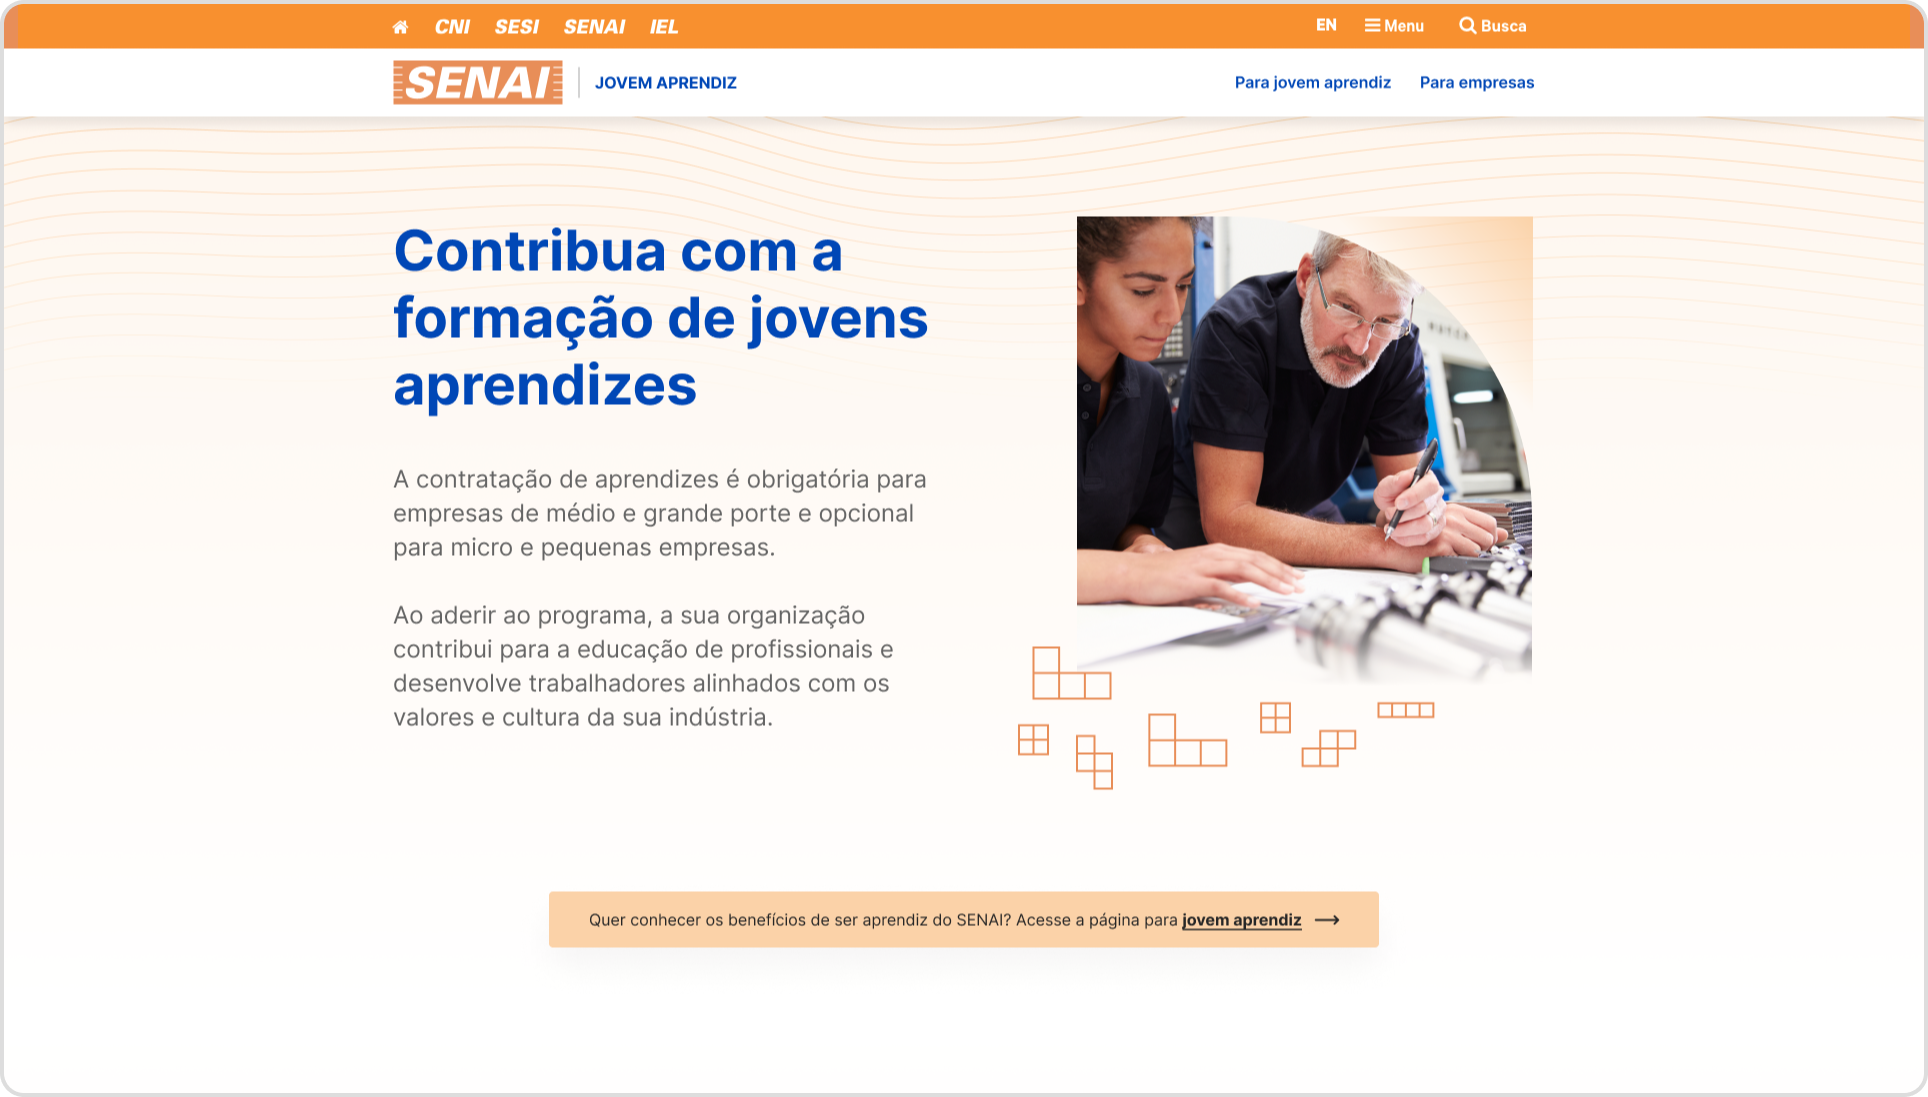 CNI SESI SENAI IEL EN Menu Busca
SENAI JOVEM APRENDIZ Para jovem aprendiz Para empresas
Contribua com a
formação de jovens
aprendizes
A contratação de aprendizes é obrigatória para
empresas de médio e grande porte e opcional
para micro e pequenas empresas.
Ao aderir ao programa, a sua organização
contribui para a educação de profissionais e
desenvolve trabalhadores alinhados com os
valores e cultura da sua indústria.
Quer conhecer os benefícios de ser aprendiz do SENAI? Acesse a página para jovem aprendiz